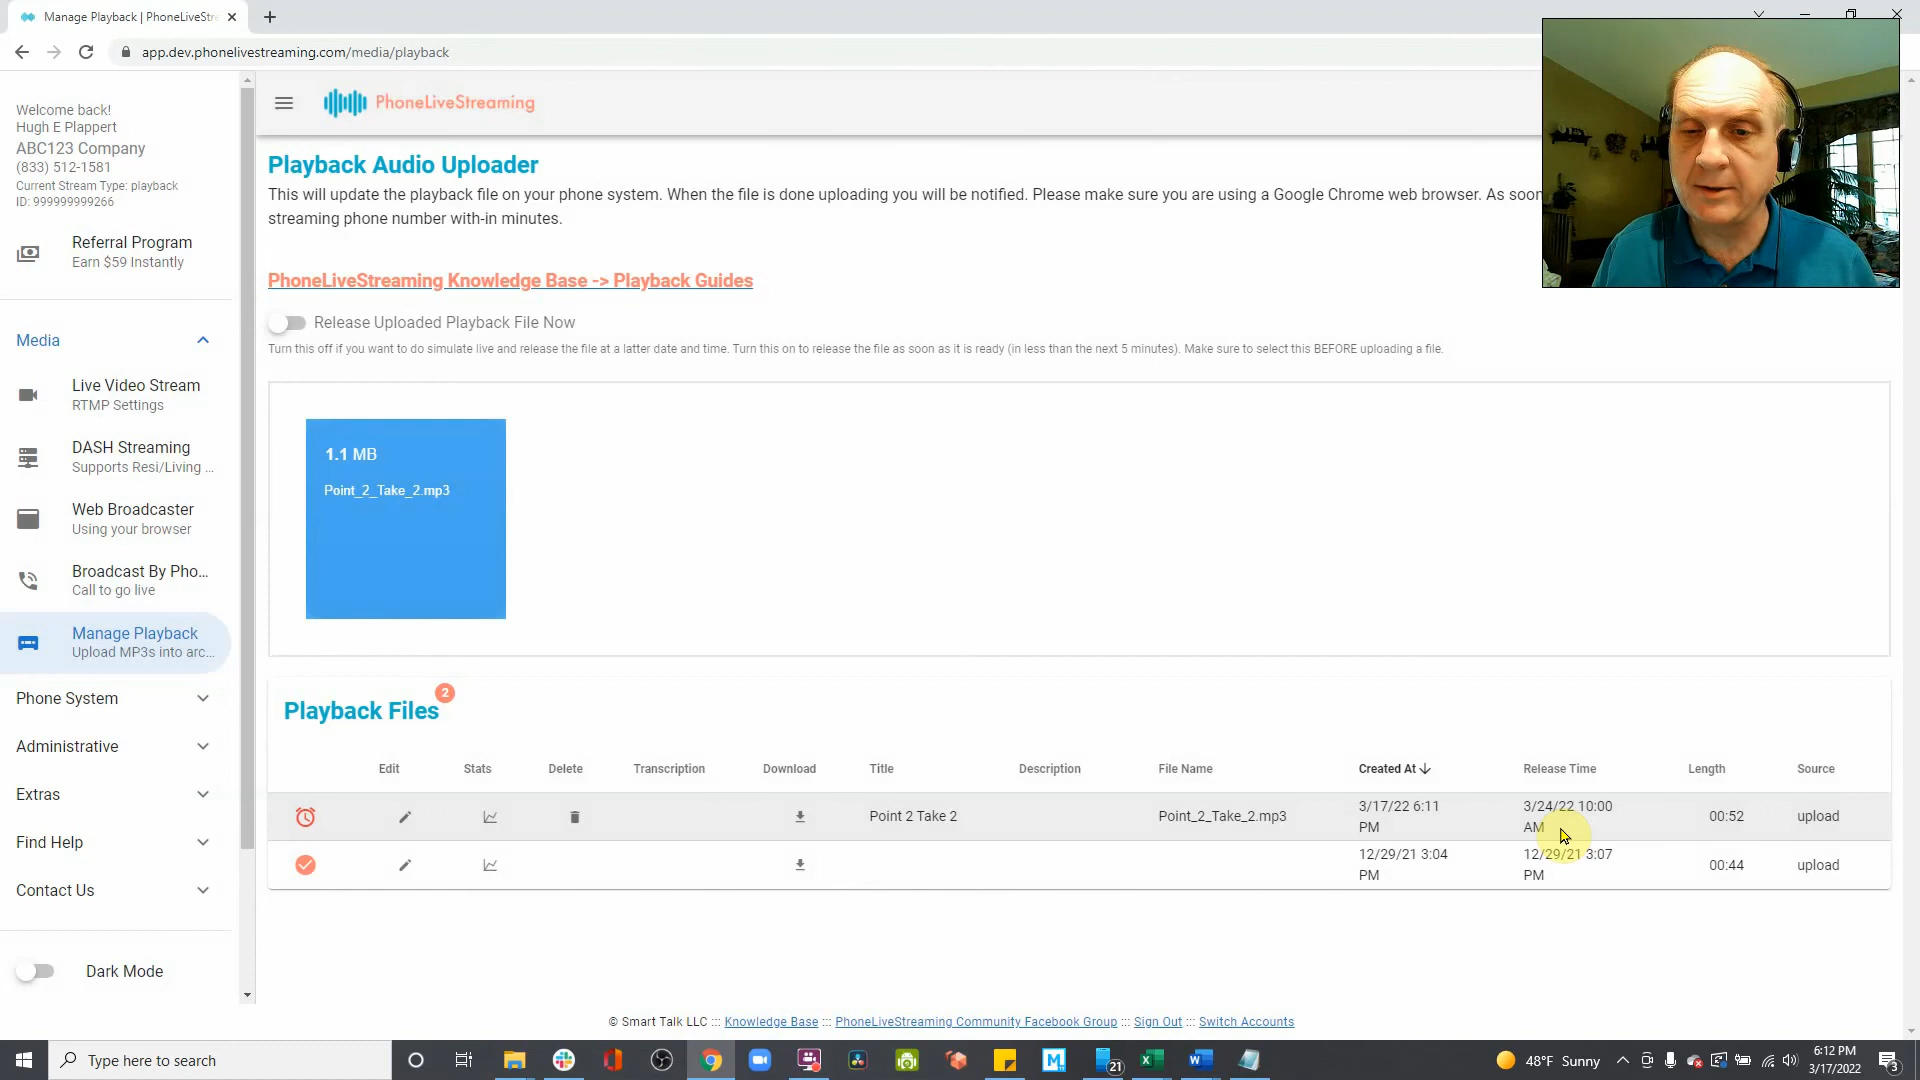 Manage Playback | PhoneLiveStre
app.dev.phonelivestreaming.com/media/playback
Welcome back!
Hugh E Plappert
ABC123 Company
(833) 512-1581
Current Stream Type: playback
ID: 999999999266
Referral Program
Earn $59 Instantly
Media
Live Video Stream
RTMP Settings
DASH Streaming
Supports Resi/Living ...
Web Broadcaster
Using your browser
Broadcast By Pho...
Call to go live
Manage Playback
Upload MP3s into arc...
Phone System
Administrative
Extras
Find Help
Contact Us
Dark Mode
PhoneLiveStreaming
Playback Audio Uploader
This will update the playback file on your phone system. When the file is done uploading you will be notified. Please make sure you are using a Google Chrome web browser. As soon
streaming phone number with-in minutes.
PhoneLiveStreaming Knowledge Base -> Playback Guides
Release Uploaded Playback File Now
Turn this off if you want to do simulate live and release the file at a latter date and time. Turn this on to release the file as soon as it is ready (in less than the next 5 minutes). Make sure to select this BEFORE uploading a file.
1.1 MB
Point_2_Take_2.mp3
Playback Files 2
Edit Stats Delete Transcription Download Title Description File Name Created At Release Time Length Source
Point 2 Take 2 Point_2_Take_2.mp3 3/17/22 6:11 PM 3/24/22 10:00 AM 00:52 upload
12/29/21 3:04 PM 12/29/21 3:07 PM 00:44 upload
© Smart Talk LLC ::: Knowledge Base ::: PhoneLiveStreaming Community Facebook Group ::: Sign Out ::: Switch Accounts
Type here to search
21
48°F Sunny
6:12 PM
3/17/2022
3